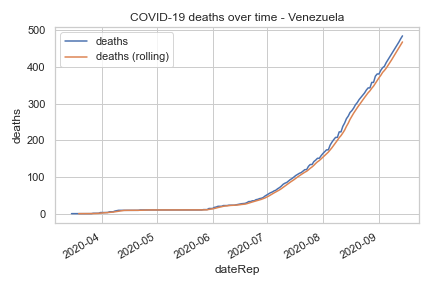 COVID-19 deaths over time - Venezuela
deaths
deaths (rolling)
500
400
300
200
100
0
deaths
2020-04
2020-05
2020-06
2020-07
2020-08
2020-09
dateRep